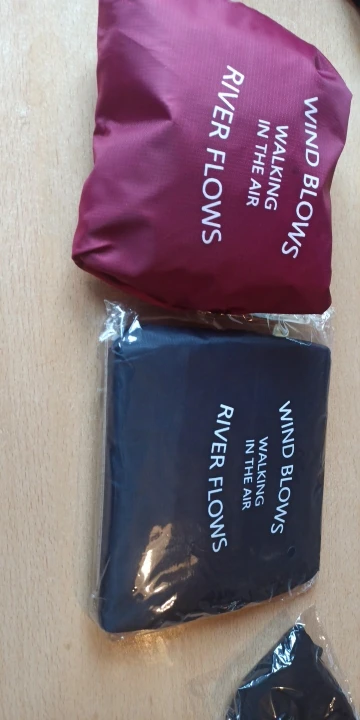 WIND BLOWS
WALKING
IN THE AIR
RIVER FLOWS
WIND BLOWS
WALKING
IN THE AIR
RIVER FLOWS